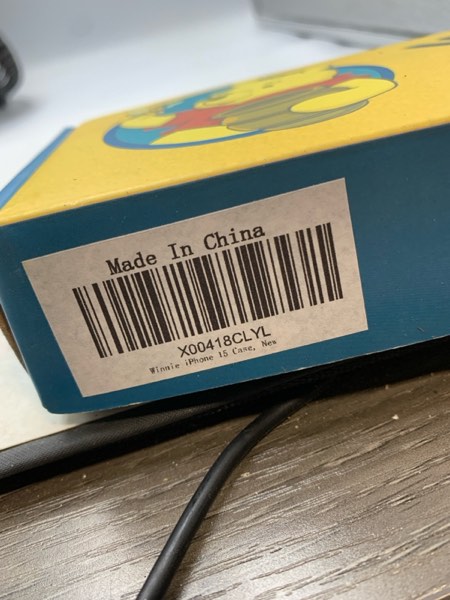 Made In China
X00418CLYL
Winnie iPhone 15 Case, New